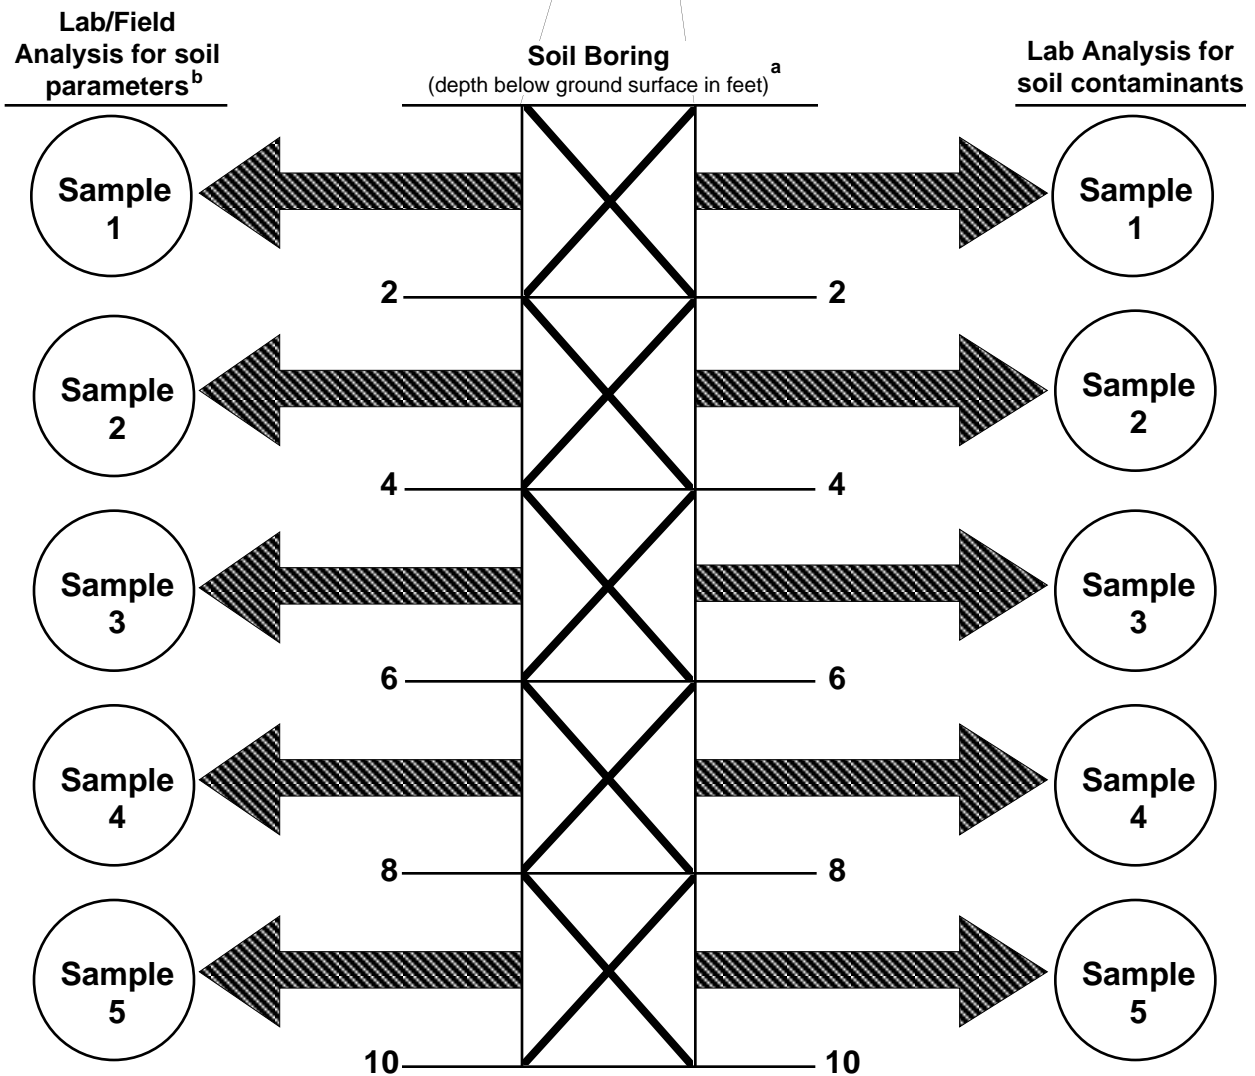 Lab/Field
Analysis for soil
parameters b
Soil Boring
(depth below ground surface in feet) a
Lab Analysis for
soil contaminants
Sample
1
Sample
1
2
2
Sample
2
Sample
2
4
4
Sample
3
Sample
3
6
6
Sample
4
Sample
4
8
8
Sample
5
Sample
5
10
10